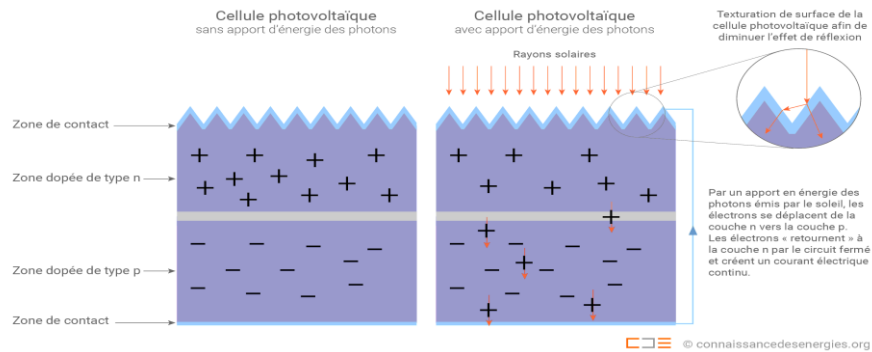 Cellule photovoltaïque
sans apport d'énergie des photons
Cellule photovoltaïque
avec apport d'énergie des photons
Texturation de surface de la
cellule photovoltaïque afin de
diminuer l'effet de réflexion
Rayons solaires
Zone de contact
Zone dopée de type n
Zone dopée de type p
Zone de contact
Par un apport en énergie des
photons émis par le soleil, les
électrons se déplacent de la
couche n vers la couche p.
Les électrons « retournent » à
la couche n par le circuit fermé
et créent un courant électrique
continu.
© connaissancedesenergies.org